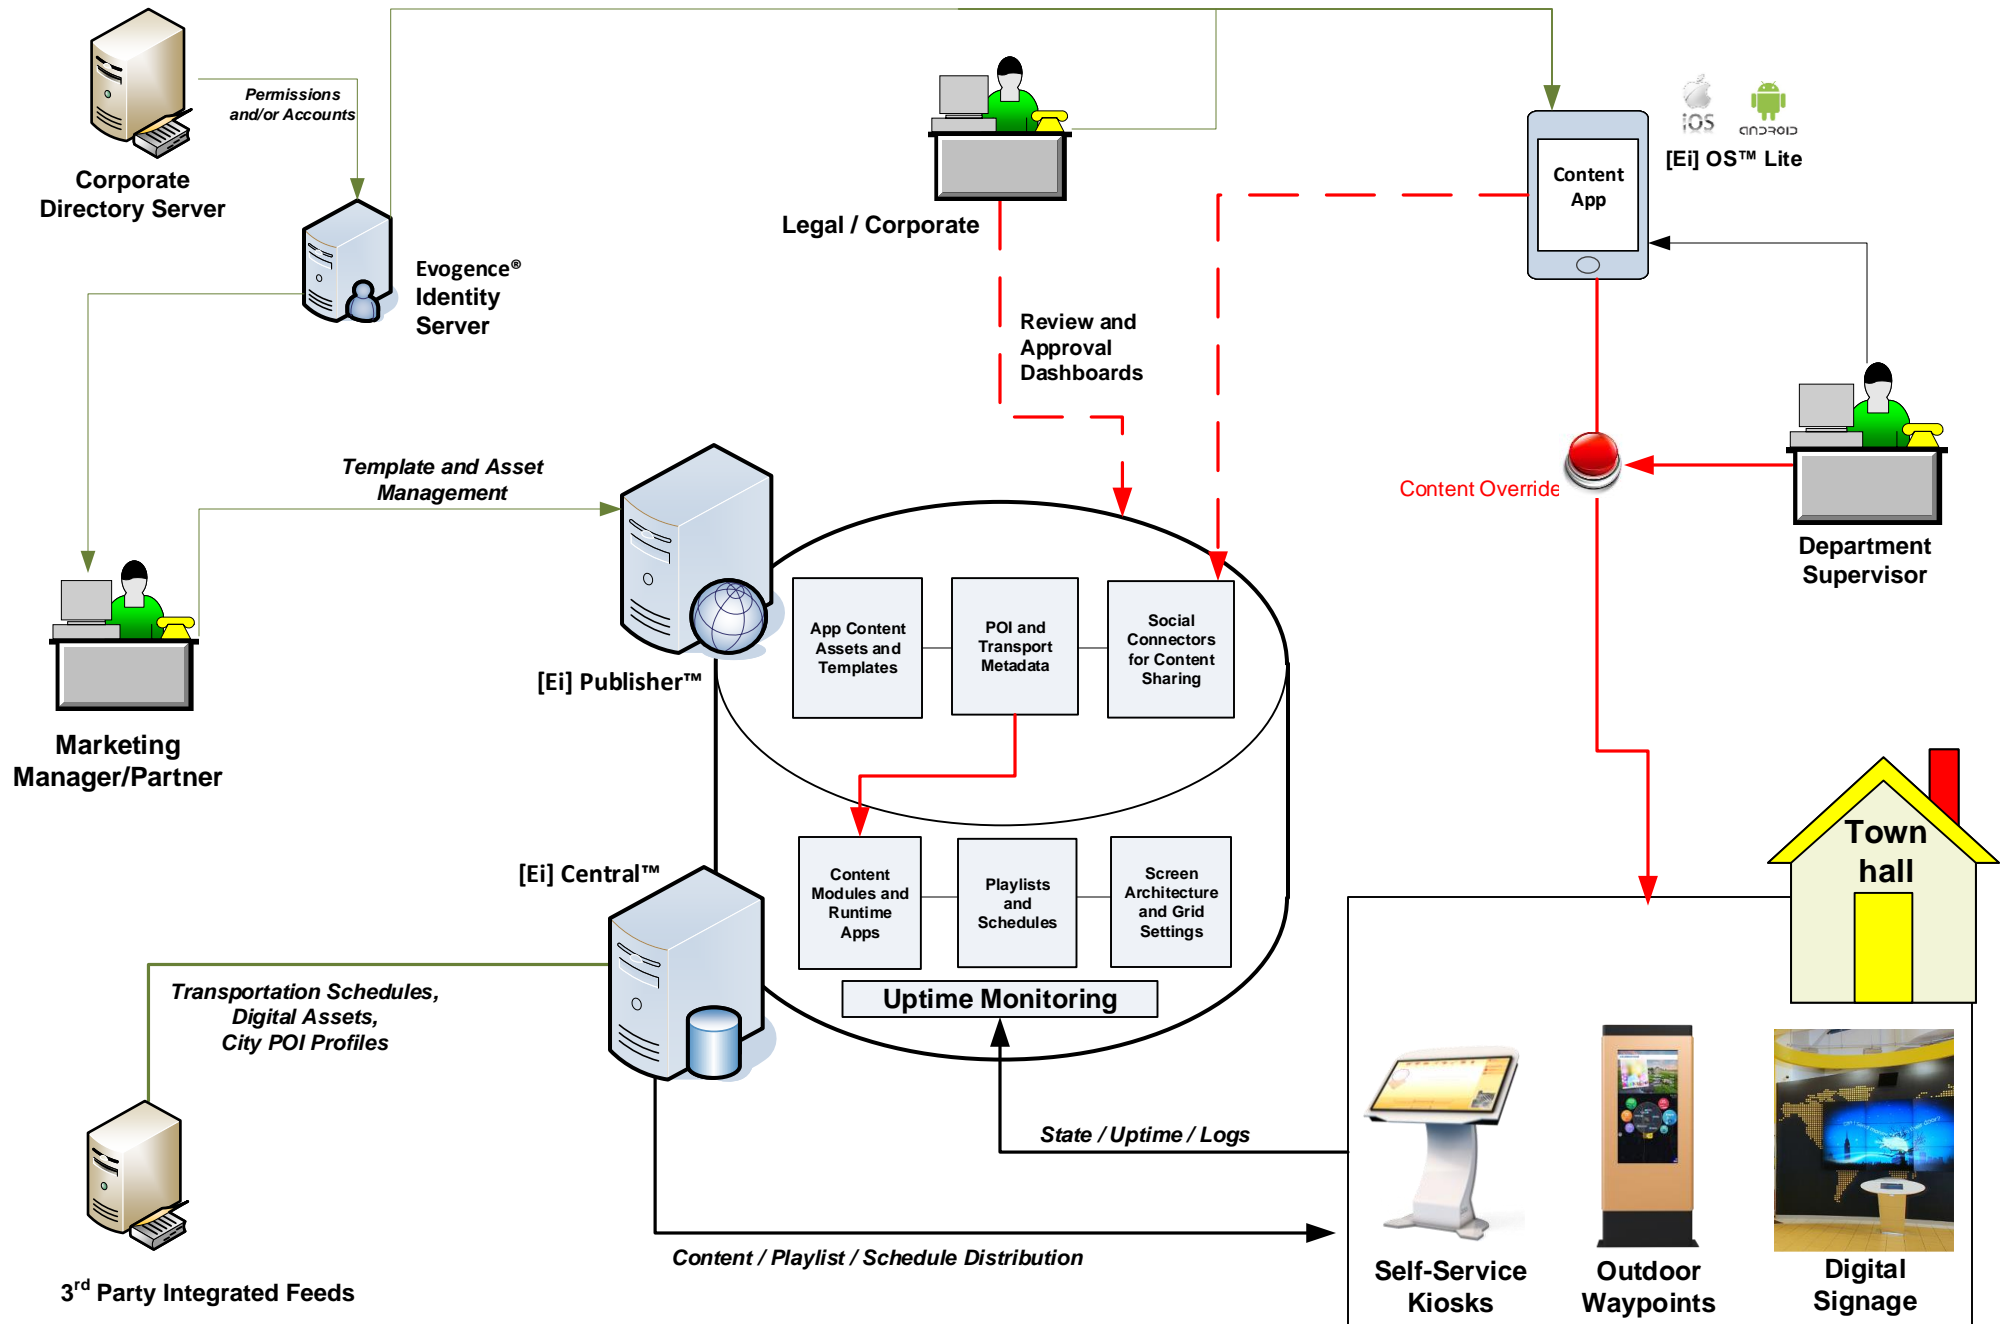 Permissions
and/or Accounts
Corporate
Directory Server
Evogence®
Identity
Server
Legal / Corporate
Content
App
iOS
ANDROID
[Ei] OS™ Lite
Review and
Approval
Dashboards
Content Override
Department
Supervisor
Template and Asset
Management
[Ei] Publisher™
Marketing
Manager/Partner
App Content
Assets and
Templates
POI and
Transport
Metadata
Social
Connectors
for Content
Sharing
[Ei] Central™
Content
Modules and
Runtime
Apps
Playlists
and
Schedules
Screen
Architecture
and Grid
Settings
Uptime Monitoring
Town
hall
Transportation Schedules,
Digital Assets,
City POI Profiles
State / Uptime / Logs
Content / Playlist / Schedule Distribution
3rd Party Integrated Feeds
Self-Service
Kiosks
Outdoor
Waypoints
Digital
Signage